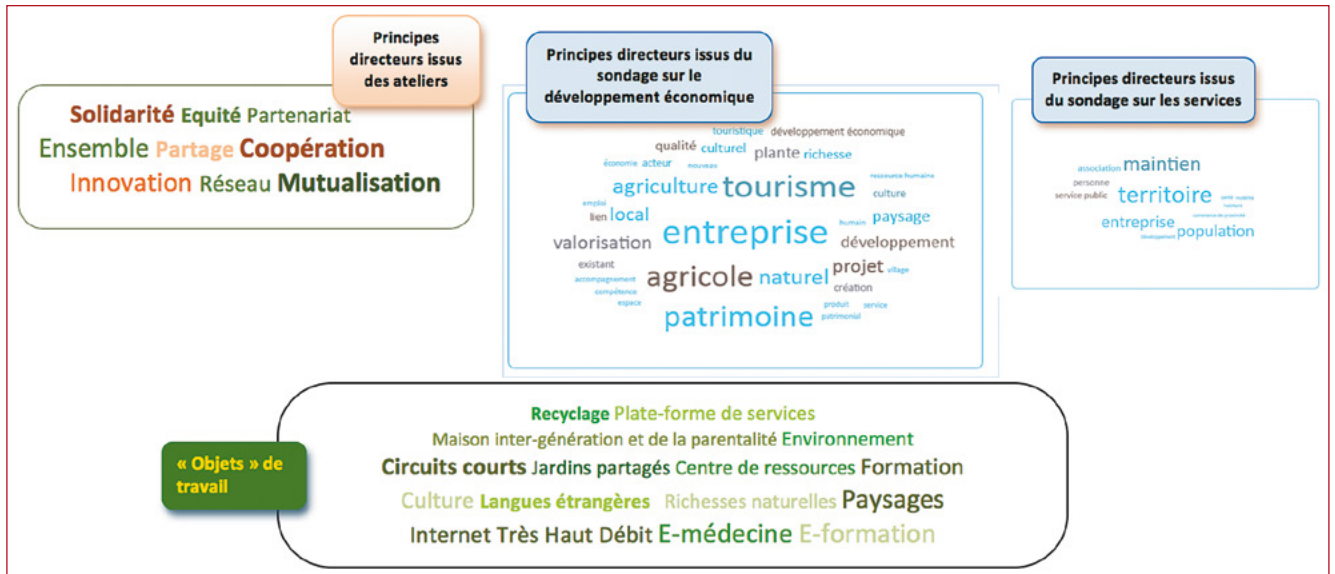 Principes
directeurs issus
des ateliers
Solidarité Equité Partenariat
Ensemble Partage Coopération
Innovation Réseau Mutualisation
Principes directeurs issus du
sondage sur le
développement économique
touristique développement économique
qualité culturel plante richesse
économie acteur nouveau
agriculture tourisme ressource humaine
culture
emploi
lien local humain paysage
entreprise
valorisation développement
existant agricole naturel projet village
accompagnement création
compétence
espace produit service
patrimoine patrimonial
Principes directeurs issus
du sondage sur les services
association maintien
personne
service public territoire santé
entreprise commerce de proximité
développement population
« Objets » de
travail
Recyclage Plate-forme de services
Maison inter-génération et de la parentalité Environnement
Circuits courts Jardins partagés Centre de ressources Formation
Culture Langues étrangères Richesses naturelles Paysages
Internet Très Haut Débit E-médecine E-formation